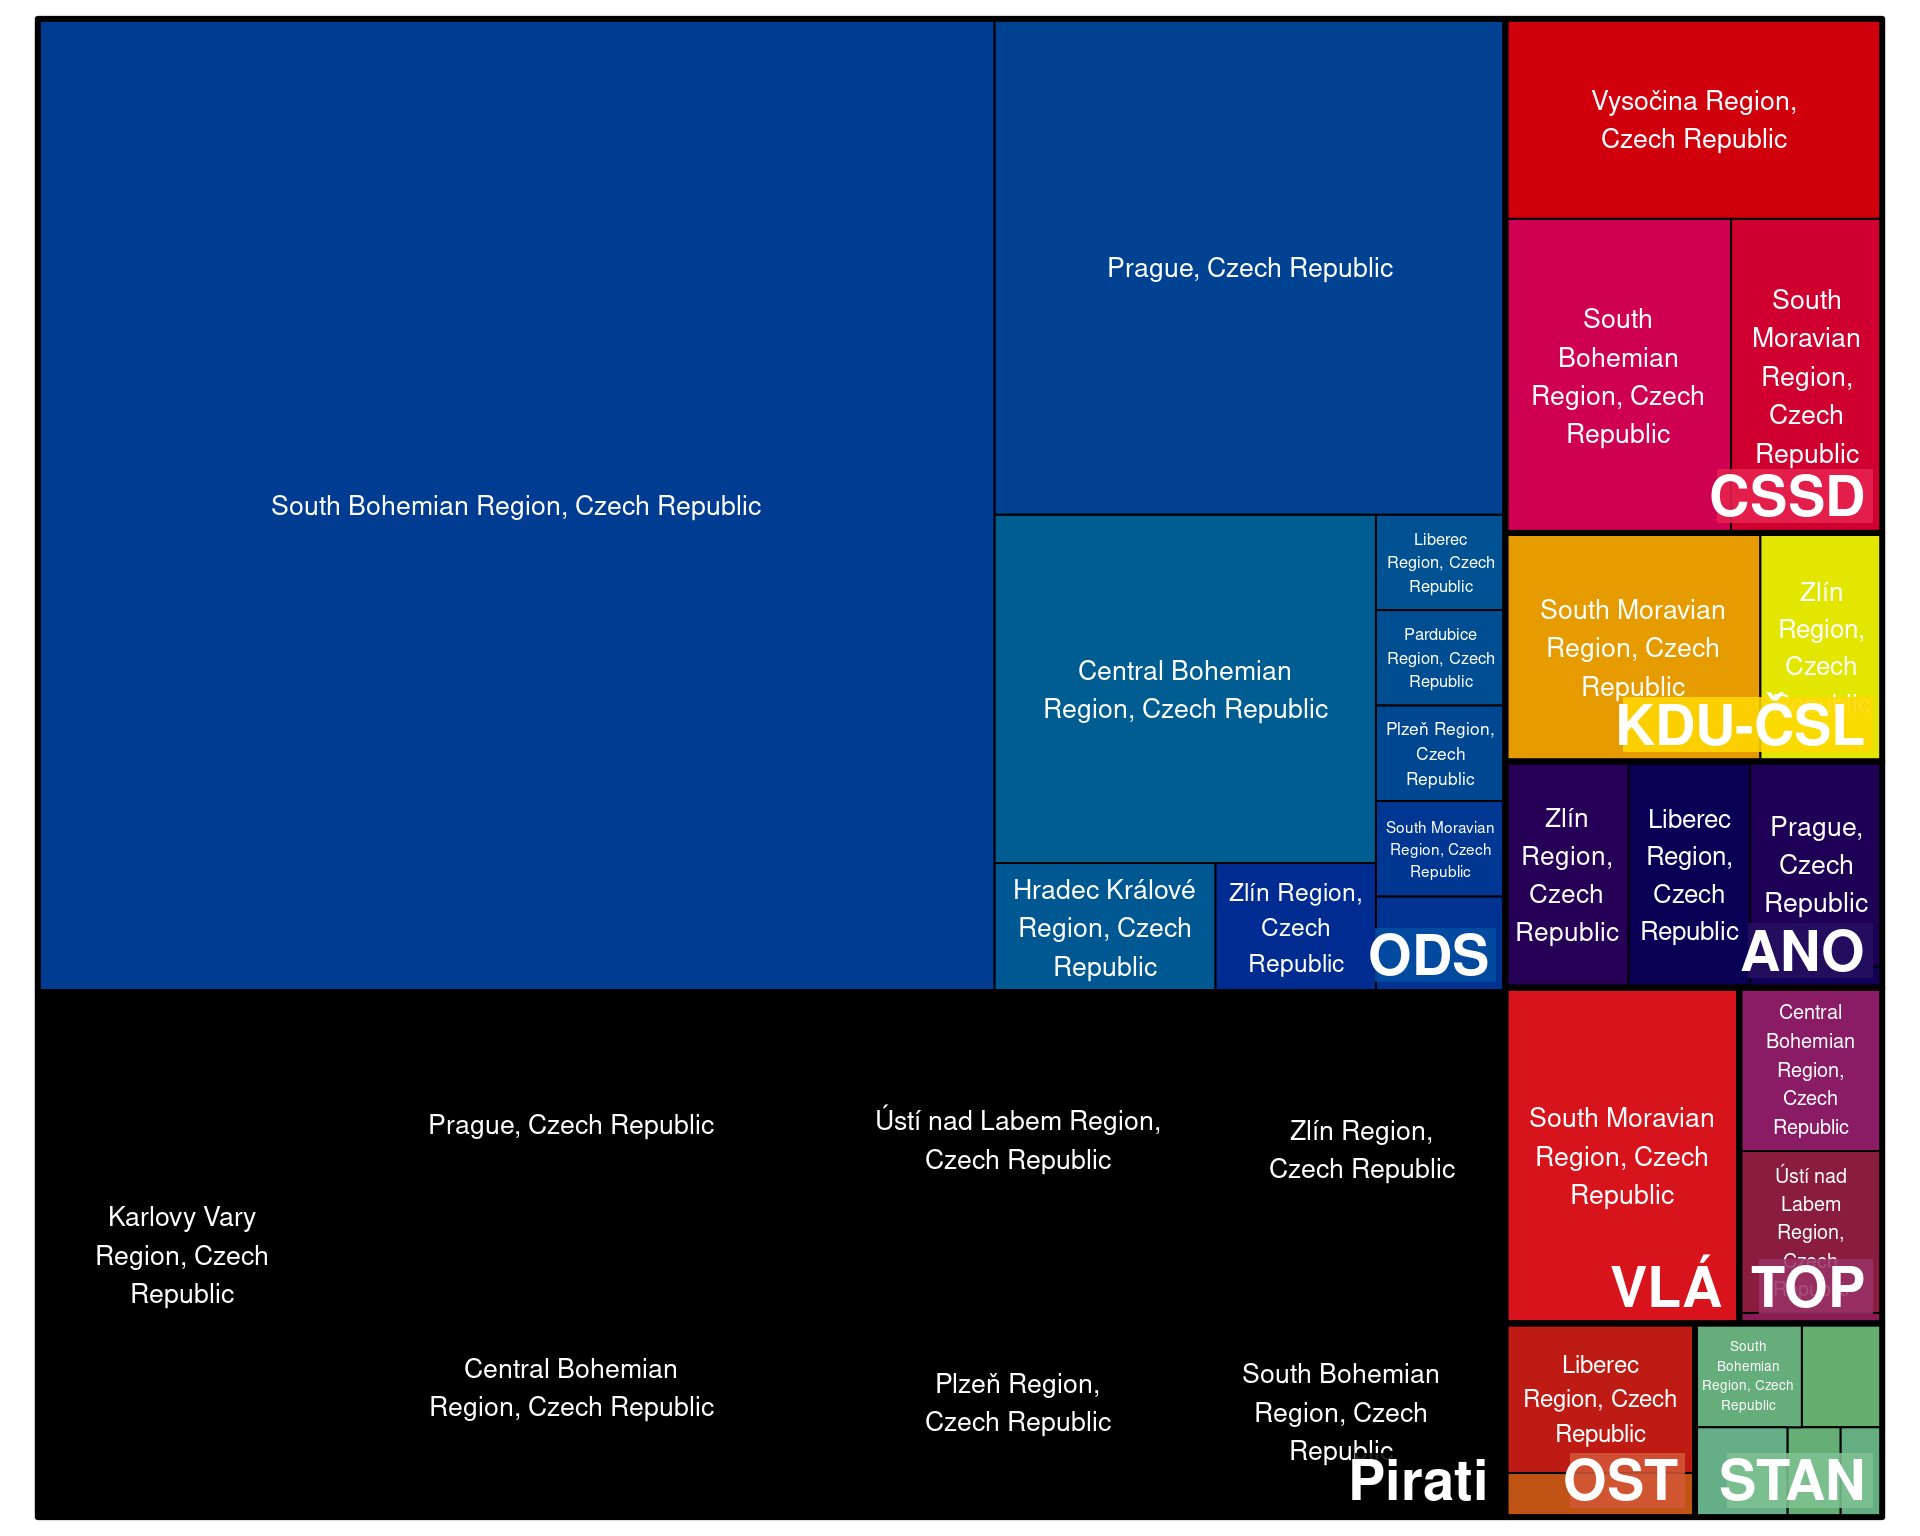 South Bohemian Region, Czech Republic
Prague, Czech Republic
Central Bohemian
Region, Czech Republic
Liberec
Region, Czech
Republic
Pardubice
Region, Czech
Republic
Plzeň Region,
Czech
Republic
South Moravian
Region, Czech
Republic
Hradec Králové
Region, Czech
Republic
Zlín Region,
Czech
Republic
ODS
Vysočina Region,
Czech Republic
South
Bohemian
Region, Czech
Republic
South
Moravian
Region,
Czech
Republic
CSSD
South Moravian
Region, Czech
Republic
Zlín
Region,
Czech
Republic
KDU-ČSL
Zlín
Region,
Czech
Republic
Liberec
Region,
Czech
Republic
Prague,
Czech
Republic
ANO
Karlovy Vary
Region, Czech
Republic
Prague, Czech Republic
Central Bohemian
Region, Czech Republic
Ústí nad Labem Region,
Czech Republic
Plzeň Region,
Czech Republic
Zlín Region,
Czech Republic
South Bohemian
Region, Czech
Republic
Pirati
South Moravian
Region, Czech
Republic
VLÁ
Central
Bohemian
Region,
Czech
Republic
Ústí nad
Labem
Region,
Czech
Republic
TOP
Liberec
Region, Czech
Republic
OST
South
Bohemian
Region, Czech
Republic
STAN